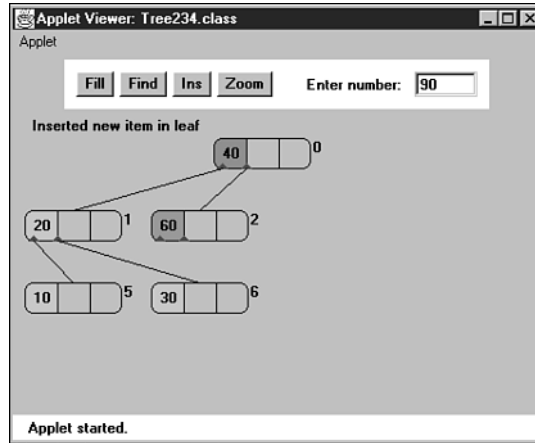 Applet Viewer: Tree234.class
Applet
Fill Find Ins Zoom Enter number: 90
Inserted new item in leaf
40 0
20 1 60 2
10 5 30 6
Applet started.